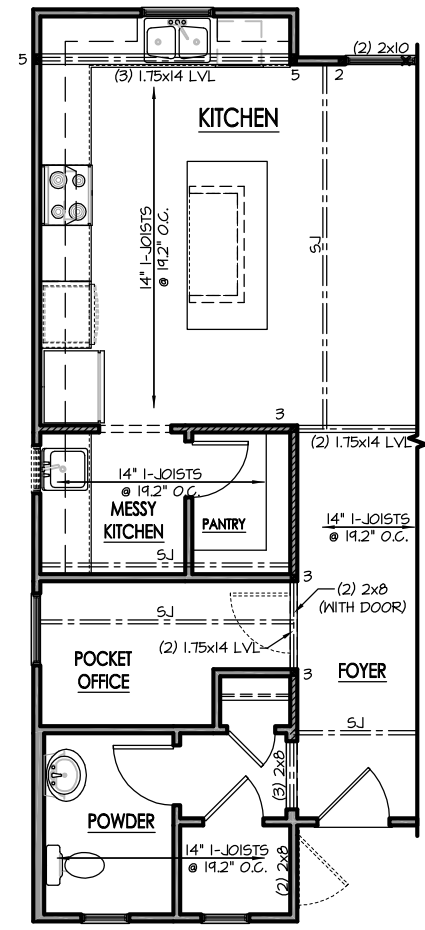 (2) 2x10
5
(3) 1.75x14 LVL
5
2
KITCHEN
14" I-JOISTS
@ 19.2" O.C.
SJ
3
(2) 1.75x14 LVL
14" I-JOISTS
@ 19.2" O.C.
MESSY
KITCHEN
PANTRY
14" I-JOISTS
@ 19.2" O.C.
SJ
3
(2) 2x8
(WITH DOOR)
SJ
(2) 1.75x14 LVL
POCKET
OFFICE
3
FOYER
SJ
(3) 2x8
POWDER
14" I-JOISTS
@ 19.2" O.C.
(2) 2x8